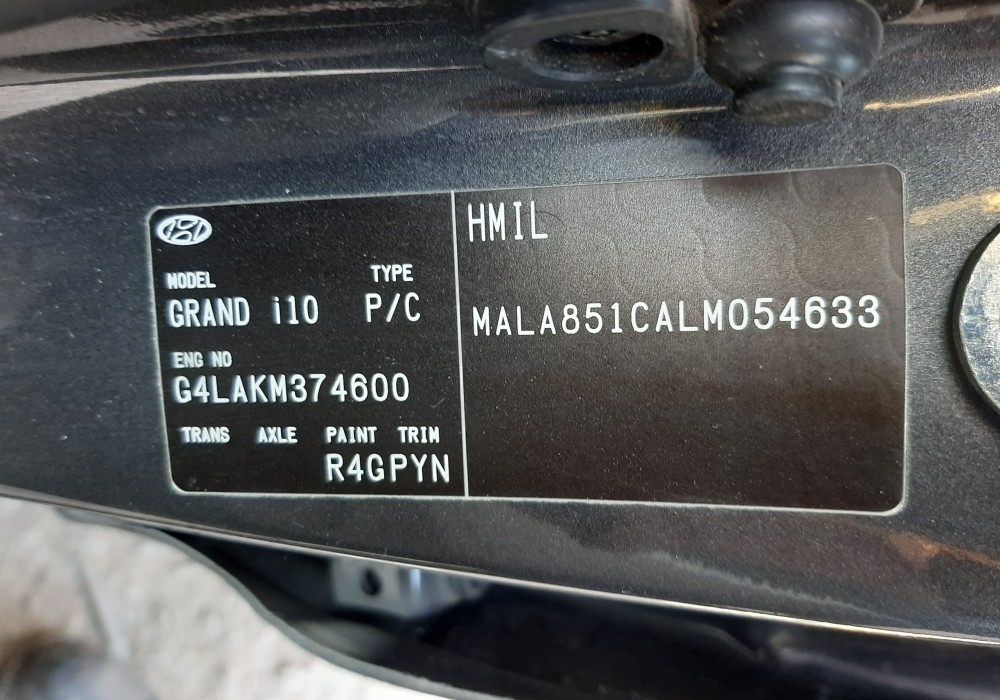 MODEL TYPE
GRAND i10 P/C
ENG NO
G4LAKM374600
TRANS AXLE PAINT TRIM
R4GPYN
HMIL
MALA851CALM054633